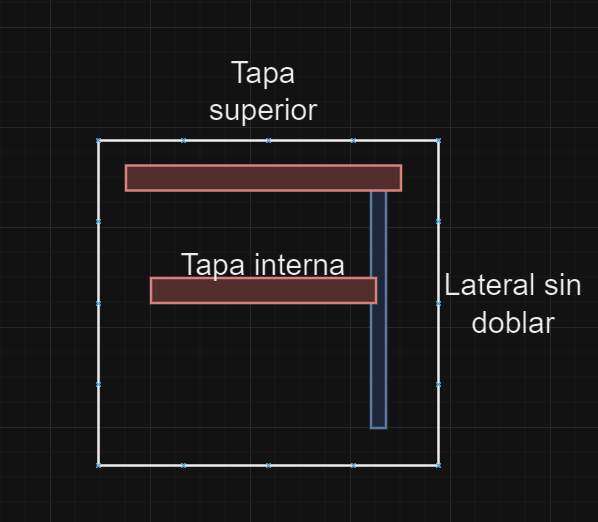 Tapa
superior
Tapa interna
Lateral sin
doblar